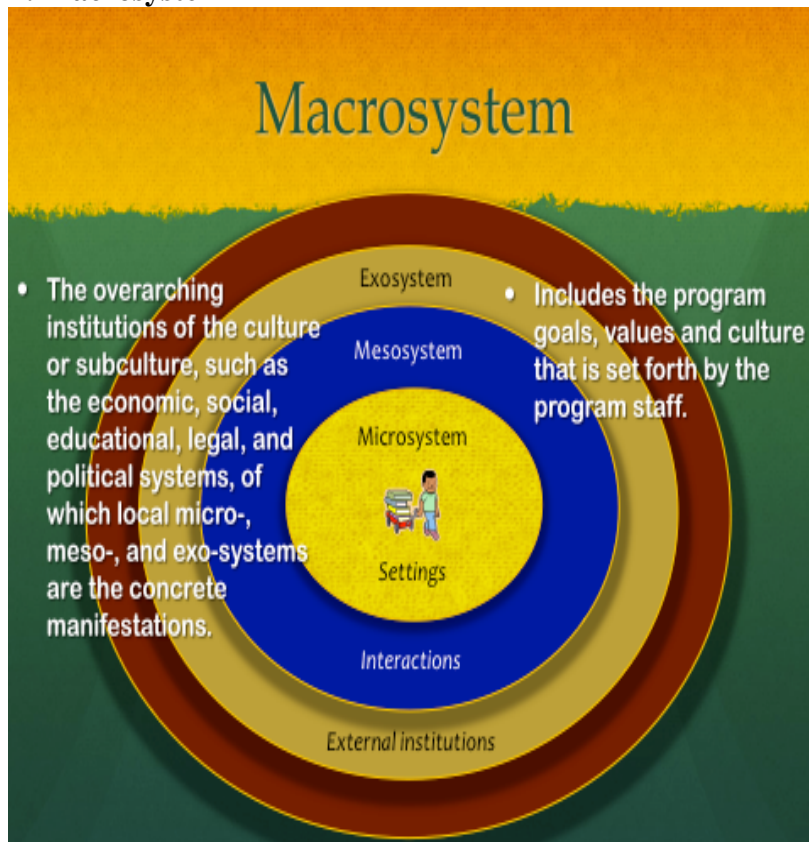 Macrosystem
• The overarching
institutions of the culture
or subculture, such as
the economic, social,
educational, legal, and
political systems, of
which local micro-,
meso-, and exo-systems
are the concrete
manifestations.
Exosystem
Mesosystem
Microsystem
Settings
Interactions
External institutions
• Includes the program
goals, values and culture
that is set forth by the
program staff.